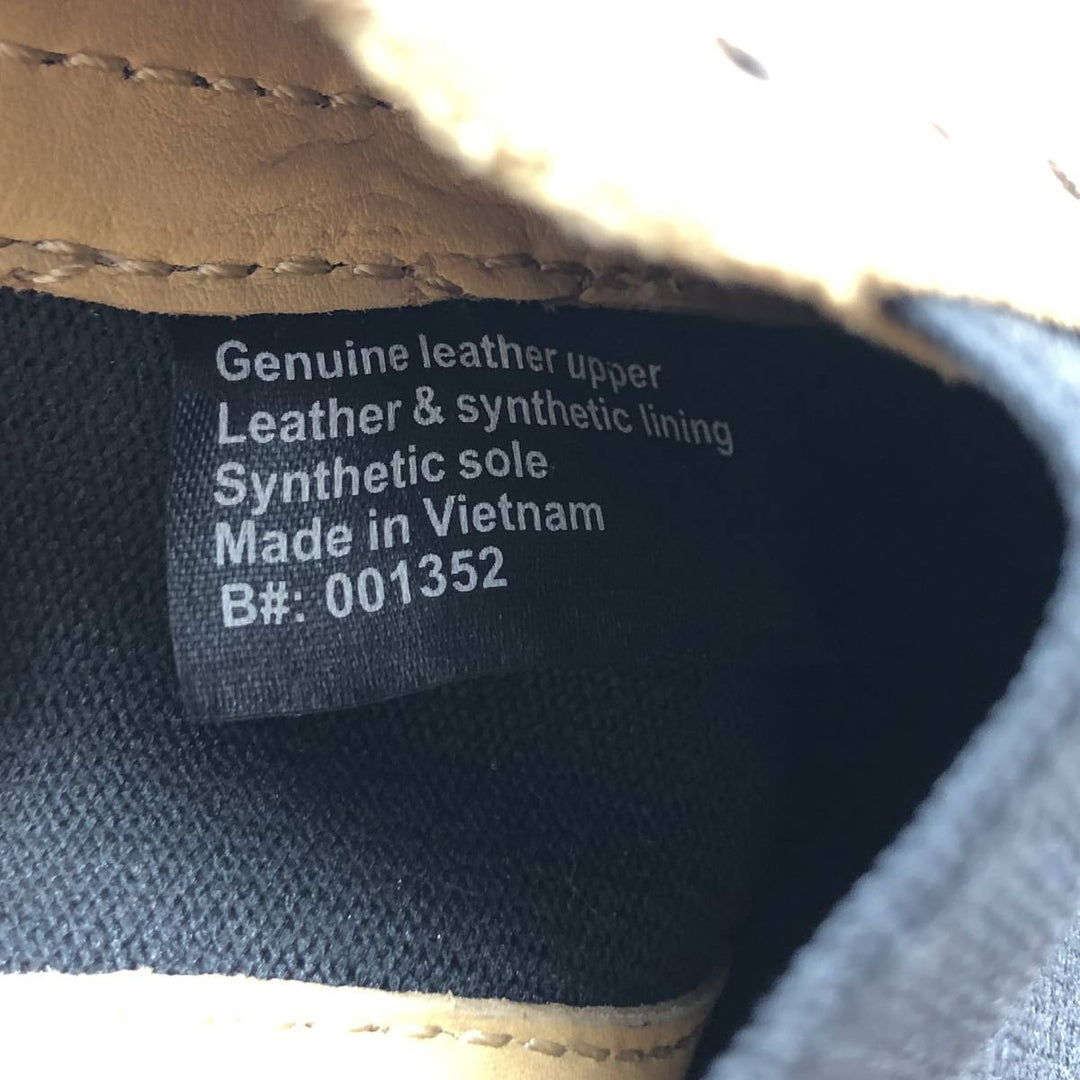 Genuine leather upper
Leather & synthetic lining
Synthetic sole
Made in Vietnam
B#: 001352